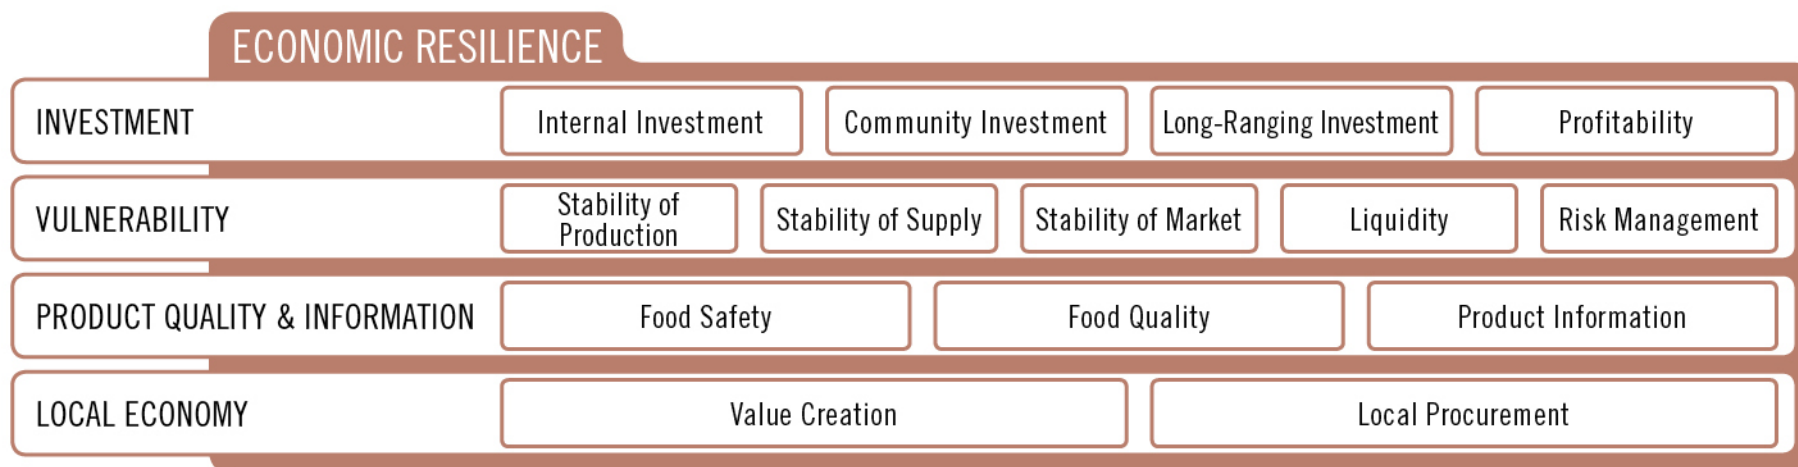 ECONOMIC RESILIENCE
INVESTMENT
Internal Investment
Community Investment
Long-Ranging Investment
Profitability
VULNERABILITY
Stability of
Production
Stability of Supply
Stability of Market
Liquidity
Risk Management
PRODUCT QUALITY & INFORMATION
Food Safety
Food Quality
Product Information
LOCAL ECONOMY
Value Creation
Local Procurement